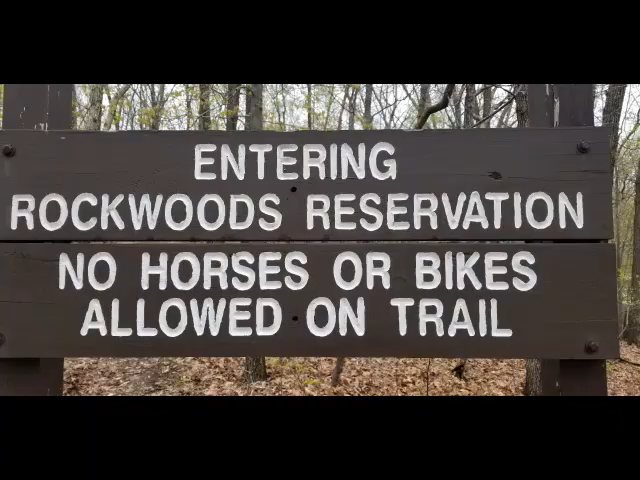 ENTERING
ROCKWOODS RESERVATION
NO HORSES OR BIKES
ALLOWED ON TRAIL